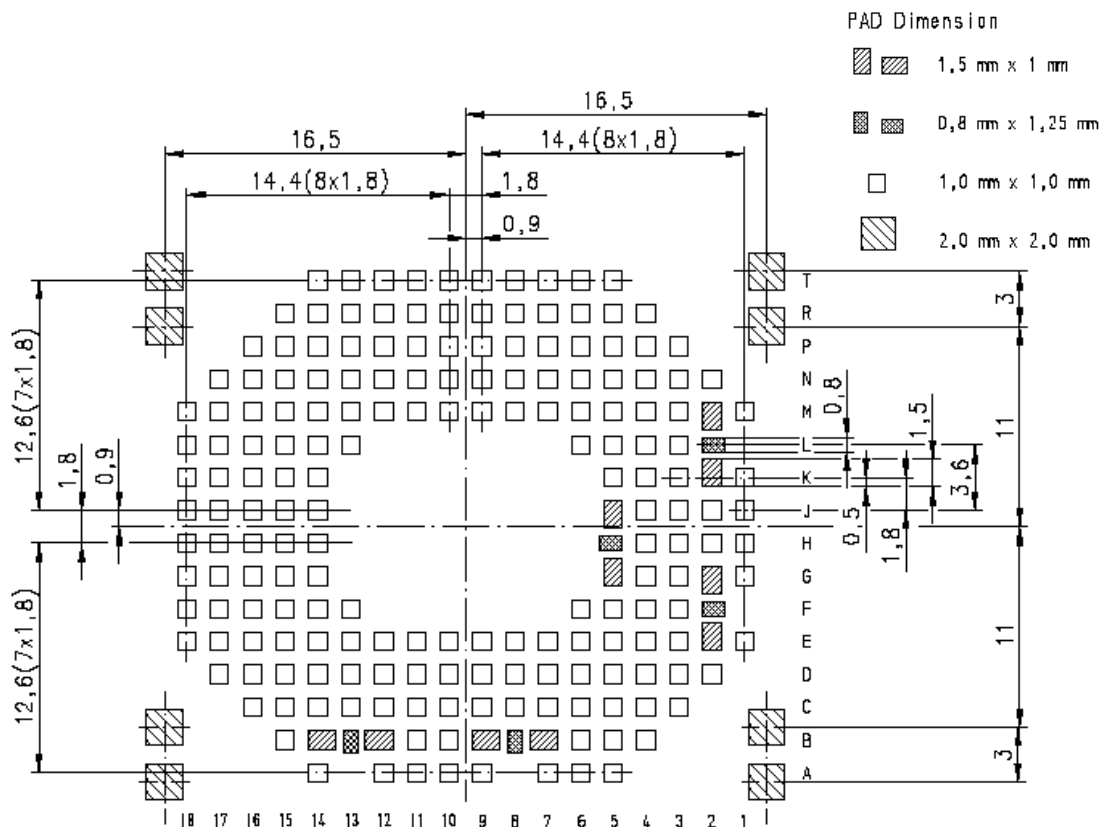 PAD Dimension
1,5 mm x 1 mm
0,8 mm x 1,25 mm
1,0 mm x 1,0 mm
2,0 mm x 2,0 mm
16,5
16,5
14,4(8x1,8)
14,4(8x1,8)
1,8
0,9
T
R
P
N
M
L
K
J
H
G
F
E
D
C
B
A
3
11
11
3
0,8
1,5
3,6
0,5
1,8
12,6(7x1,8)
1,8
0,9
12,6(7x1,8)
18 17 16 15 14 13 12 11 10 9 8 7 6 5 4 3 2 1